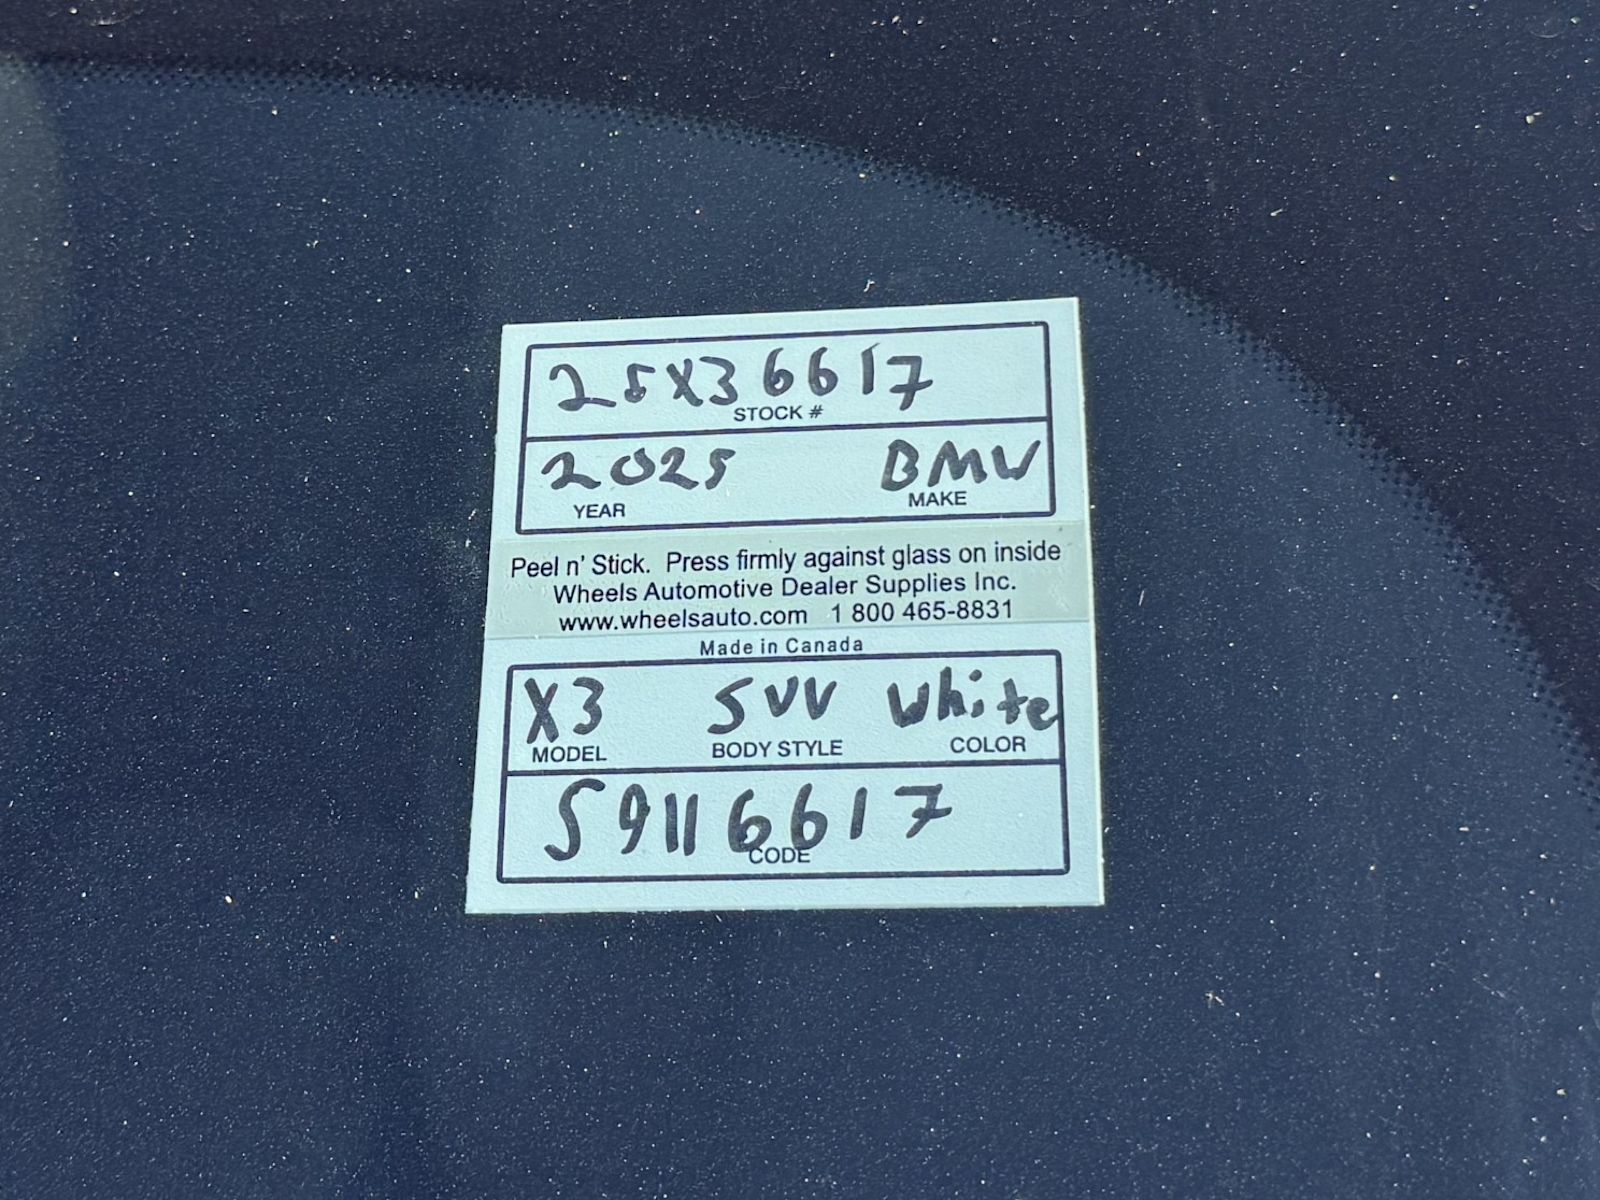 25X36617
STOCK #
2025 BMW
YEAR MAKE
Peel n' Stick. Press firmly against glass on inside
Wheels Automotive Dealer Supplies Inc.
www.wheelsauto.com 1 800 465-8831
Made in Canada
X3 SUV White
MODEL BODY STYLE COLOR
S9116617
CODE